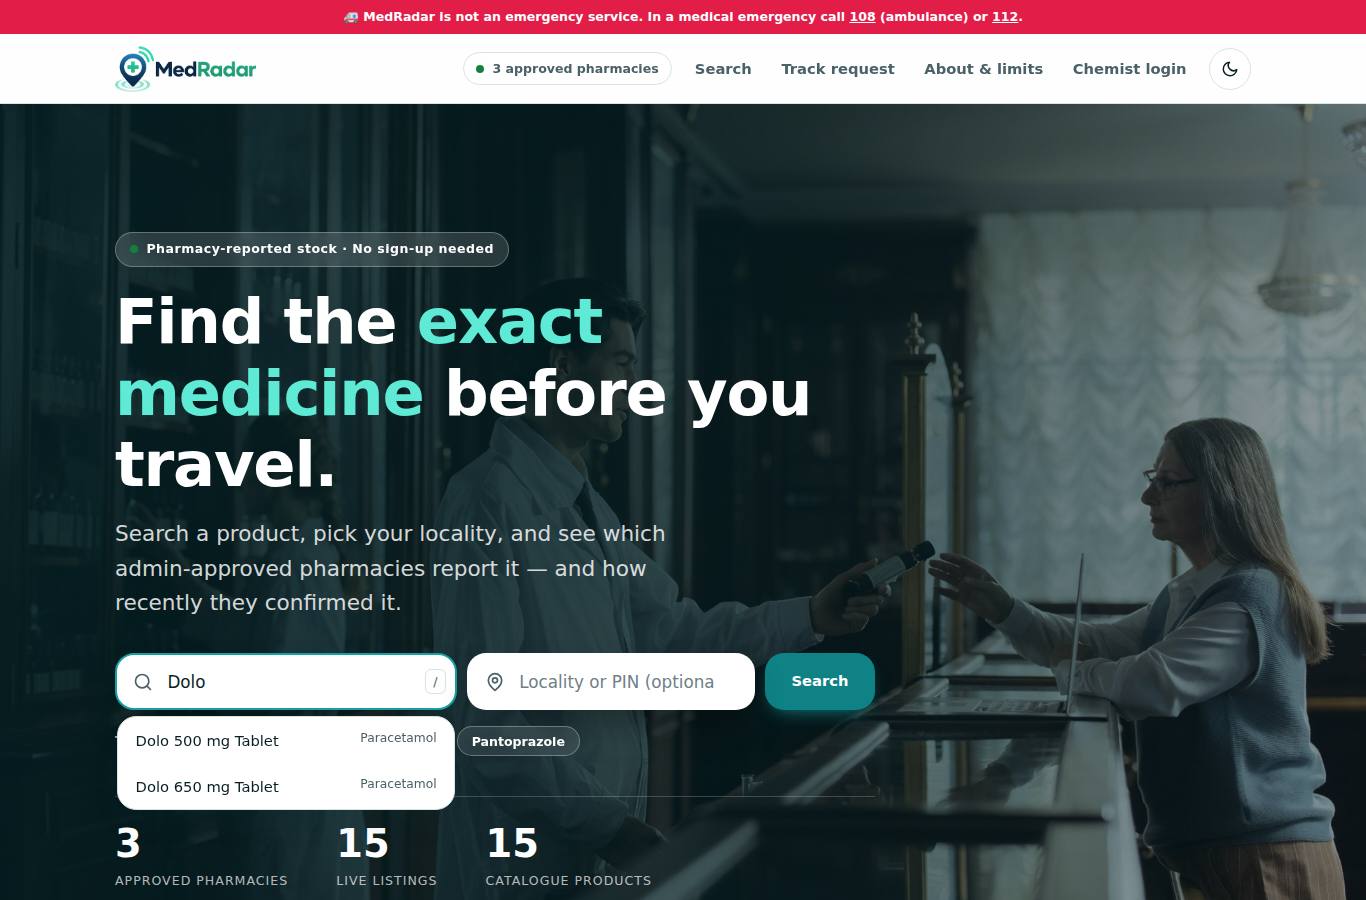 🚑 MedRadar is not an emergency service. In a medical emergency call 108 (ambulance) or 112.
MedRadar
3 approved pharmacies
Search
Track request
About & limits
Chemist login
Pharmacy-reported stock · No sign-up needed
Find the exact
medicine before you
travel.
Search a product, pick your locality, and see which
admin-approved pharmacies report it — and how
recently they confirmed it.
Dolo
/
Locality or PIN (optiona
Search
Dolo 500 mg Tablet Paracetamol
Pantoprazole
Dolo 650 mg Tablet Paracetamol
3 15 15
APPROVED PHARMACIES LIVE LISTINGS CATALOGUE PRODUCTS